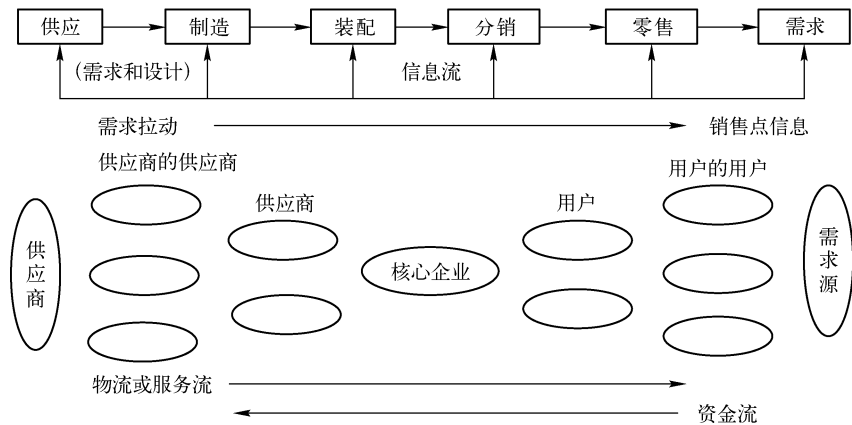 供应 制造 装配 分销 零售 需求
(需求和设计) 信息流
需求拉动 销售点信息
供应商的供应商 用户的用户
供应商 用户
供应商 核心企业 需求源
物流或服务流
资金流